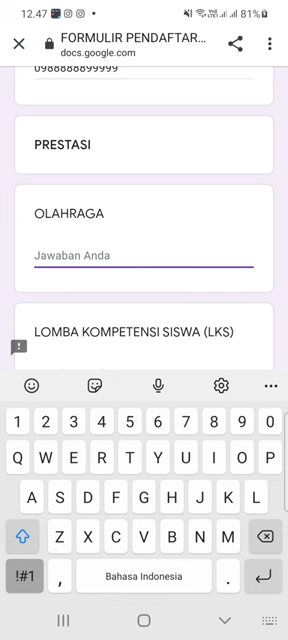 12.47
81%
FORMULIR PENDAFTAR...
docs.google.com
0988888899999
PRESTASI
OLAHRAGA
Jawaban Anda
LOMBA KOMPETENSI SISWA (LKS)
1 2 3 4 5 6 7 8 9 0
Q W E R T Y U I O P
A S D F G H J K L
Z X C V B N M
!#1 , Bahasa Indonesia .